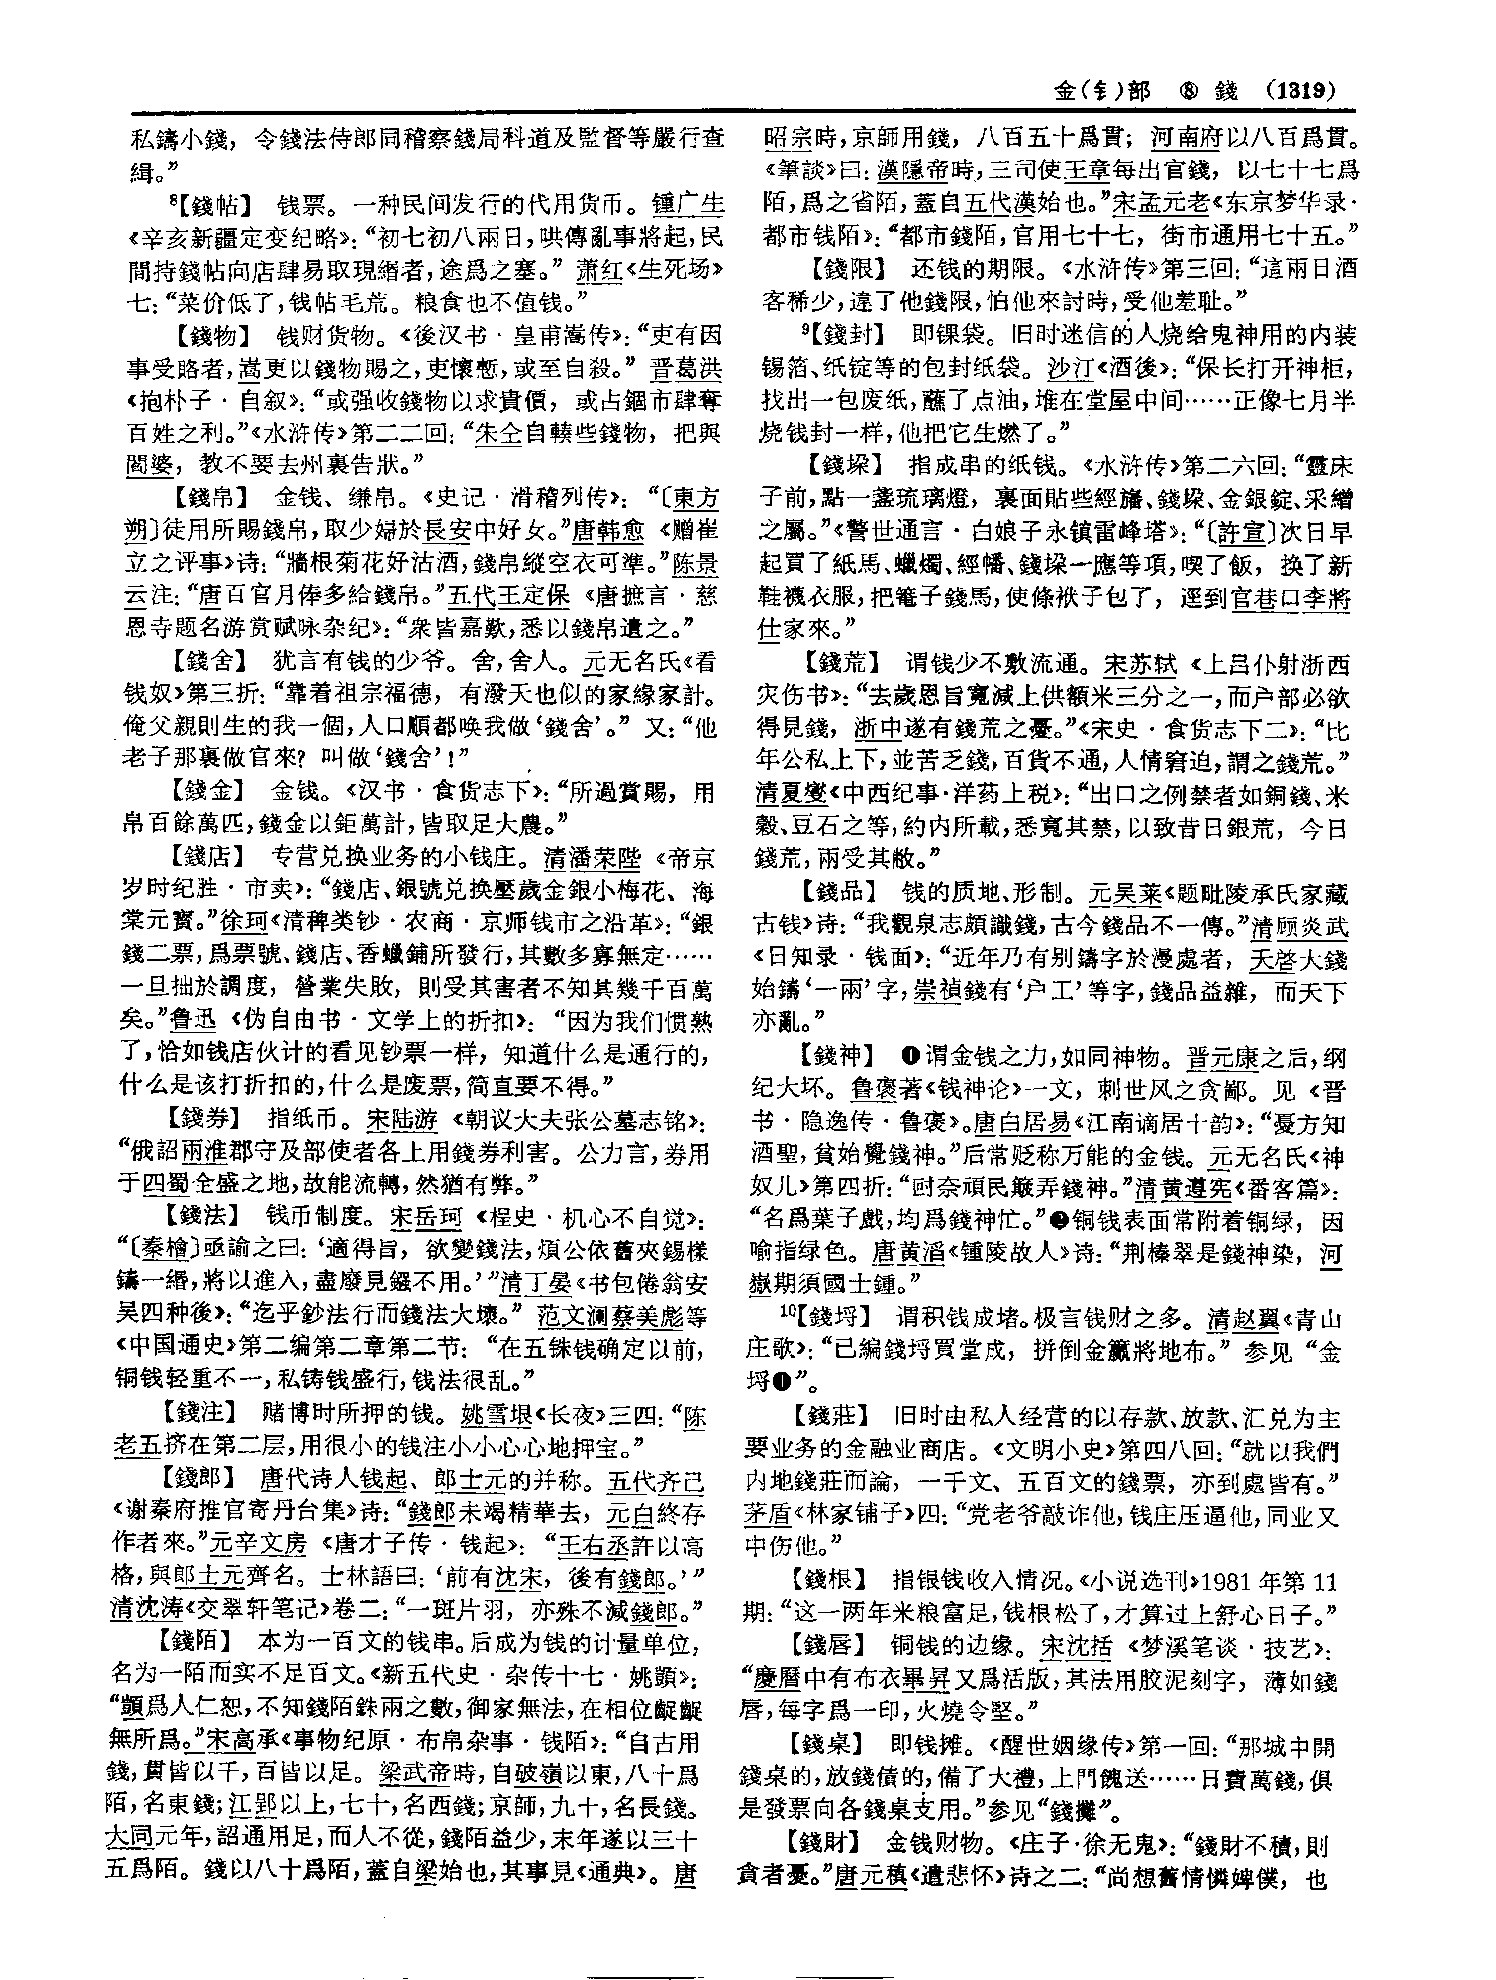 金(钅)部　⑧　錢　(1319)
私鑄小錢，令錢法侍郎同稽察錢局科道及監督等嚴行查
緝。”
⁸【錢帖】　钱票。一种民间发行的代用货币。锺广生
《辛亥新疆定变纪略》：“初七初八兩日，哄傳亂事將起，民
間持錢帖向店肆易取現緡者，途爲之塞。”萧红《生死场》
七：“菜价低了，钱帖毛荒。粮食也不值钱。”
【錢物】　钱财货物。《後汉书·皇甫嵩传》：“吏有因
事受賂者，嵩更以錢物賜之，吏懷慙，或至自殺。”晋葛洪
《抱朴子·自叙》：“或强收錢物以求貴價，或占錮市肆奪
百姓之利。”《水浒传》第二二回：“朱仝自輳些錢物，把與
閻婆，教不要去州裏告狀。”
【錢帛】　金钱、缣帛。《史记·滑稽列传》：“〔東方
朔〕徒用所賜錢帛，取少婦於長安中好女。”唐韩愈《赠崔
立之评事》诗：“牆根菊花好沽酒，錢帛縱空衣可準。”陈景
云注：“唐百官月俸多給錢帛。”五代王定保《唐摭言·慈
恩寺题名游赏赋咏杂纪》：“衆皆嘉歎，悉以錢帛遺之。”
【錢舍】　犹言有钱的少爷。舍，舍人。元无名氏《看
钱奴》第三折：“靠着祖宗福德，有潑天也似的家緣家計。
俺父親則生的我一個，人口順都唤我做‘錢舍’。”又：“他
老子那裏做官來？叫做‘錢舍’！”
【錢金】　金钱。《汉书·食货志下》：“所過賞賜，用
帛百餘萬匹，錢金以鉅萬計，皆取足大農。”
【錢店】　专营兑换业务的小钱庄。清潘荣陛《帝京
岁时纪胜·市卖》：“錢店、銀號兑换壓歲金銀小梅花、海
棠元寶。”徐珂《清稗类钞·农商·京师钱市之沿革》：“銀
錢二票，爲票號、錢店、香蠟鋪所發行，其數多寡無定……
一旦拙於調度，營業失敗，則受其害者不知其幾千百萬
矣。”鲁迅《伪自由书·文学上的折扣》：“因为我们惯熟
了，恰如钱店伙计的看见钞票一样，知道什么是通行的，
什么是该打折扣的，什么是废票，简直要不得。”
【錢券】　指纸币。宋陆游《朝议大夫张公墓志铭》：
“俄詔兩淮郡守及部使者各上用錢券利害。公力言，券用
于四蜀全盛之地，故能流轉，然猶有弊。”
【錢法】　钱币制度。宋岳珂《桯史·机心不自觉》：
“〔秦檜〕亟諭之曰：‘適得旨，欲變錢法，煩公依舊夾錫樣
鑄一緡，將以進入，盡廢見鏹不用。’”清丁晏《书包倦翁安
吴四种後》：“迄乎鈔法行而錢法大壞。”范文澜蔡美彪等
《中国通史》第二编第二章第二节：“在五铢钱确定以前，
铜钱轻重不一，私铸钱盛行，钱法很乱。”
【錢注】　赌博时所押的钱。姚雪垠《长夜》三四：“陈
老五挤在第二层，用很小的钱注小小心心地押宝。”
【錢郎】　唐代诗人钱起、郎士元的并称。五代齐己
《谢秦府推官寄丹台集》诗：“錢郎未竭精華去，元白終存
作者來。”元辛文房《唐才子传·钱起》：“王右丞許以高
格，與郎士元齊名。士林語曰：‘前有沈宋，後有錢郎。’”
清沈涛《交翠轩笔记》卷二：“一斑片羽，亦殊不減錢郎。”
【錢陌】　本为一百文的钱串。后成为钱的计量单位，
名为一陌而实不足百文。《新五代史·杂传十七·姚顗》：
“顗爲人仁恕，不知錢陌銖兩之數，御家無法，在相位齪齪
無所爲。”宋高承《事物纪原·布帛杂事·钱陌》：“自古用
錢，貫皆以千，百皆以足。梁武帝時，自破嶺以東，八十爲
陌，名東錢；江郢以上，七十，名西錢；京師，九十，名長錢。
大同元年，詔通用足，而人不從，錢陌益少，末年遂以三十
五爲陌。錢以八十爲陌，蓋自梁始也，其事見《通典》。唐
昭宗時，京師用錢，八百五十爲貫；河南府以八百爲貫。
《筆談》曰：漢隱帝時，三司使王章每出官錢，以七十七爲
陌，爲之省陌，蓋自五代漢始也。”宋孟元老《东京梦华录·
都市钱陌》：“都市錢陌，官用七十七，街市通用七十五。”
【錢限】　还钱的期限。《水浒传》第三回：“這兩日酒
客稀少，違了他錢限，怕他來討時，受他羞耻。”
⁹【錢封】　即锞袋。旧时迷信的人烧给鬼神用的内装
锡箔、纸锭等的包封纸袋。沙汀《酒後》：“保长打开神柜，
找出一包废纸，蘸了点油，堆在堂屋中间……正像七月半
烧钱封一样，他把它生燃了。”
【錢垛】　指成串的纸钱。《水浒传》第二六回：“靈床
子前，點一盞琉璃燈，裏面貼些經旛、錢垛、金銀錠、采繒
之屬。”《警世通言·白娘子永镇雷峰塔》：“〔許宣〕次日早
起買了紙馬、蠟燭、經幡、錢垛一應等項，喫了飯，换了新
鞋襪衣服，把箞子錢馬，使條袱子包了，逕到官巷口李將
仕家來。”
【錢荒】　谓钱少不敷流通。宋苏轼《上吕仆射浙西
灾伤书》：“去歲恩旨寬減上供額米三分之一，而户部必欲
得見錢，浙中遂有錢荒之憂。”《宋史·食货志下二》：“比
年公私上下，並苦乏錢，百貨不通，人情窘迫，謂之錢荒。”
清夏燮《中西纪事·洋药上税》：“出口之例禁者如銅錢、米
穀、豆石之等，約内所載，悉寬其禁，以致昔日銀荒，今日
錢荒，兩受其敝。”
【錢品】　钱的质地、形制。元吴莱《题毗陵承氏家藏
古钱》诗：“我觀泉志頗識錢，古今錢品不一傳。”清顾炎武
《日知录·钱面》：“近年乃有别鑄字於漫處者，天啓大錢
始鑄‘一兩’字，崇禎錢有‘户工’等字，錢品益雜，而天下
亦亂。”
【錢神】　❶谓金钱之力，如同神物。晋元康之后，纲
纪大坏。鲁褒著《钱神论》一文，刺世风之贪鄙。见《晋
书·隐逸传·鲁褒》。唐白居易《江南谪居十韵》：“憂方知
酒聖，貧始覺錢神。”后常贬称万能的金钱。元无名氏《神
奴儿》第四折：“时奈頑民簸弄錢神。”清黄遵宪《番客篇》：
“名爲葉子戲，均爲錢神忙。”❷铜钱表面常附着铜绿，因
喻指绿色。唐黄滔《锺陵故人》诗：“荆榛翠是錢神染，河
嶽期須國士鍾。”
¹⁰【錢埒】　谓积钱成堵。极言钱财之多。清赵翼《青山
庄歌》：“已編錢埒買堂成，拼倒金籯將地布。”参见“金
埒❶”。
【錢莊】　旧时由私人经营的以存款、放款、汇兑为主
要业务的金融业商店。《文明小史》第四八回：“就以我們
内地錢莊而論，一千文、五百文的錢票，亦到處皆有。”
茅盾《林家铺子》四：“党老爷敲诈他，钱庄压逼他，同业又
中伤他。”
【錢根】　指银钱收入情况。《小说选刊》1981年第11
期：“这一两年米粮富足，钱根松了，才算过上舒心日子。”
【錢唇】　铜钱的边缘。宋沈括《梦溪笔谈·技艺》：
“慶曆中有布衣畢昇又爲活版，其法用胶泥刻字，薄如錢
唇，每字爲一印，火燒令堅。”
【錢桌】　即钱摊。《醒世姻缘传》第一回：“那城中開
錢桌的，放錢債的，備了大禮，上門餽送……日費萬錢，俱
是發票向各錢桌支用。”参见“錢攤”。
【錢財】　金钱财物。《庄子·徐无鬼》：“錢財不積，則
貪者憂。”唐元稹《遣悲怀》诗之二：“尚想舊情憐婢僕，也